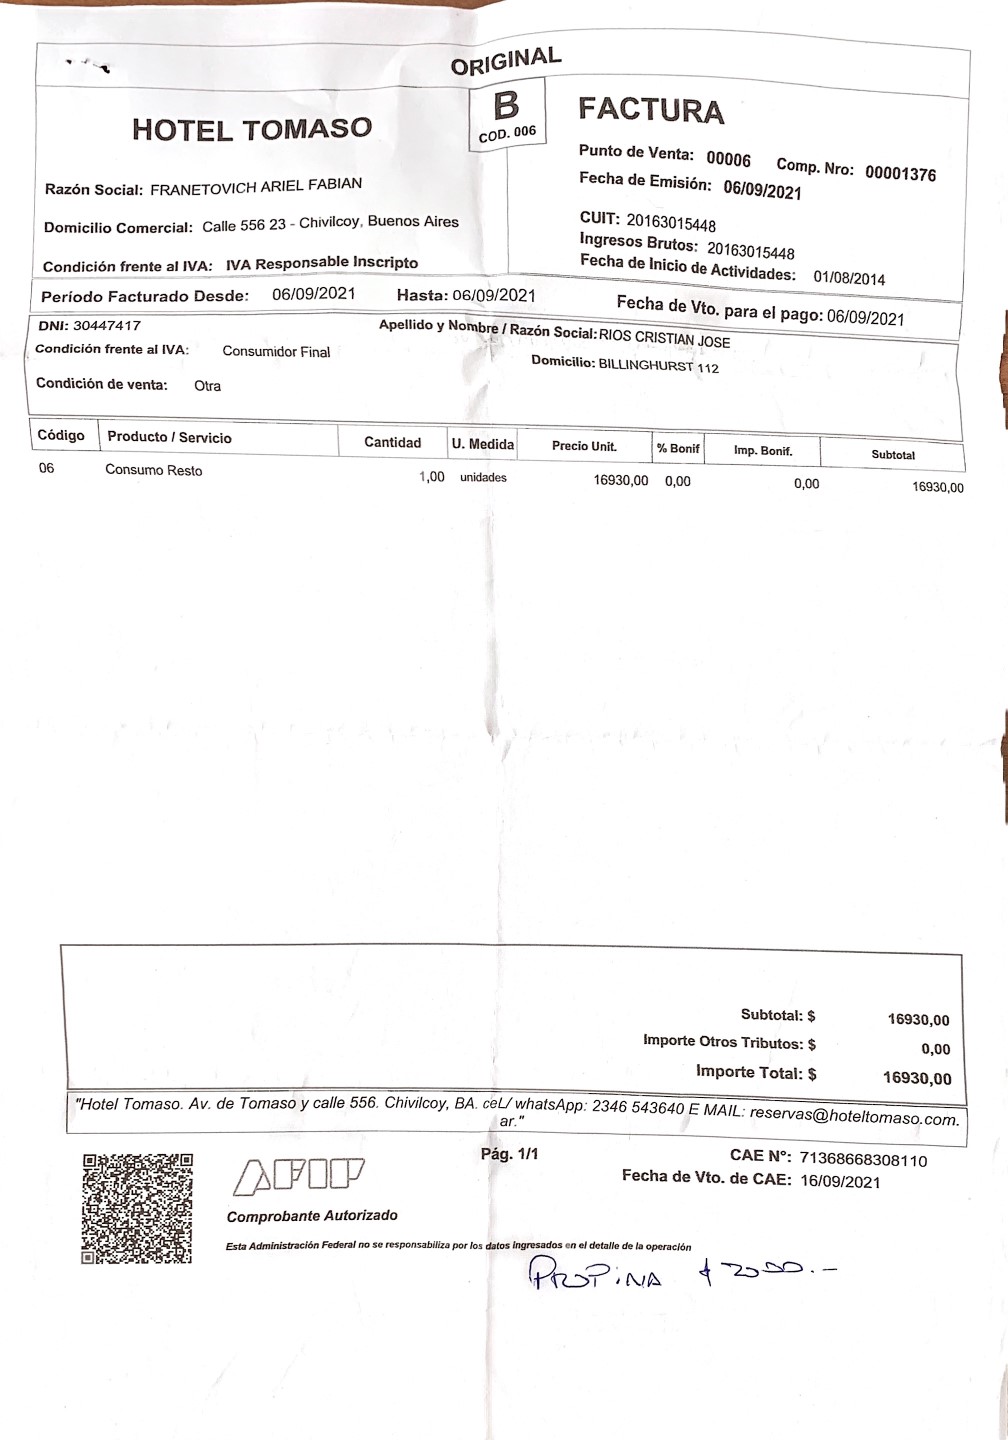 ORIGINAL
B
COD. 006
HOTEL TOMASO
Razón Social: FRANETOVICH ARIEL FABIAN
Domicilio Comercial: Calle 556 23 - Chivilcoy, Buenos Aires
Condición frente al IVA: IVA Responsable Inscripto
FACTURA
Punto de Venta: 00006 Comp. Nro: 00001376
Fecha de Emisión: 06/09/2021
CUIT: 20163015448
Ingresos Brutos: 20163015448
Fecha de Inicio de Actividades: 01/08/2014
Período Facturado Desde: 06/09/2021 Hasta: 06/09/2021 Fecha de Vto. para el pago: 06/09/2021
DNI: 30447417 Apellido y Nombre / Razón Social: RIOS CRISTIAN JOSE
Condición frente al IVA: Consumidor Final Domicilio: BILLINGHURST 112
Condición de venta: Otra
Código Producto / Servicio Cantidad U. Medida Precio Unit. % Bonif Imp. Bonif. Subtotal
06 Consumo Resto 1,00 unidades 16930,00 0,00 0,00 16930,00
Subtotal: $ 16930,00
Importe Otros Tributos: $ 0,00
Importe Total: $ 16930,00
"Hotel Tomaso. Av. de Tomaso y calle 556. Chivilcoy, BA. ceL/ whatsApp: 2346 543640 E MAIL: reservas@hoteltomaso.com.
ar."
AFIP
Comprobante Autorizado
Pág. 1/1
CAE N°: 71368668308110
Fecha de Vto. de CAE: 16/09/2021
Esta Administración Federal no se responsabiliza por los datos ingresados en el detalle de la operación
PROPINA $ 2000.-